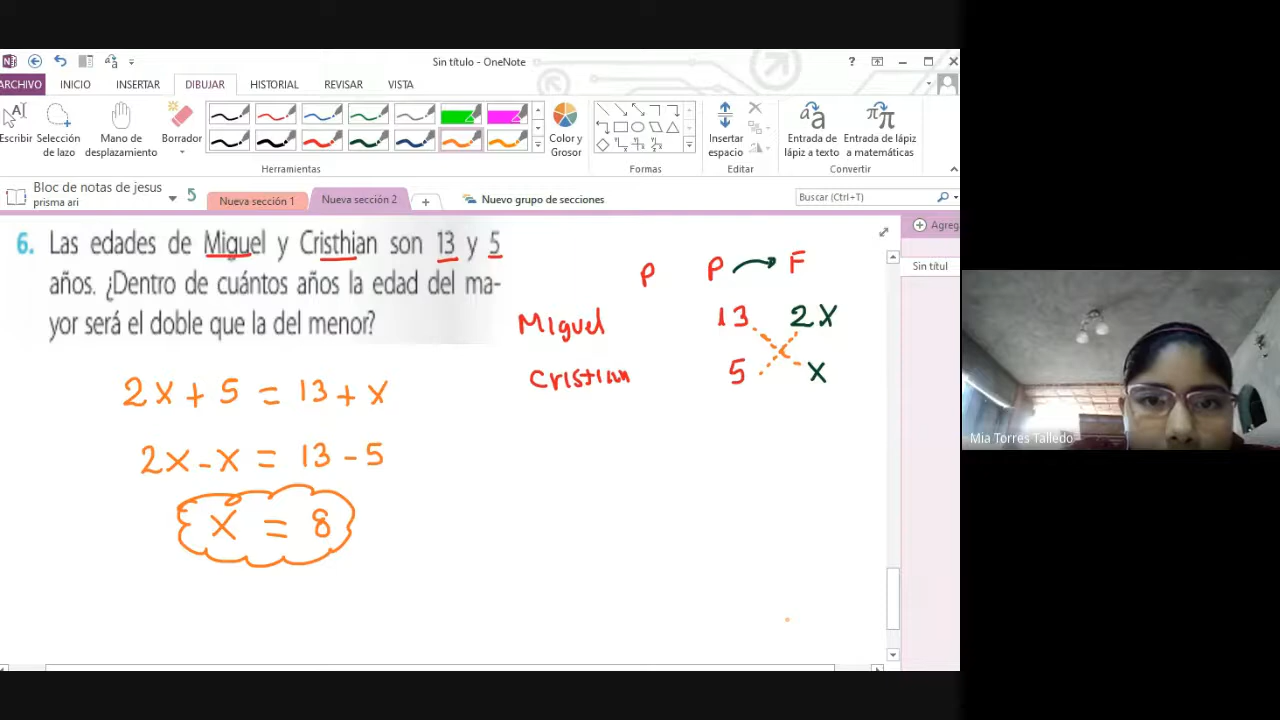 Sin título - OneNote
ARCHIVO INICIO INSERTAR DIBUJAR HISTORIAL REVISAR VISTA
Escribir
Selección de lazo
Mano de desplazamiento
Borrador
Color y Grosor
Insertar espacio
Entrada de lápiz a texto
Entrada de lápiz a matemáticas
Herramientas Formas Editar Convertir
Bloc de notas de jesus
prisma ari
Nueva sección 1 Nueva sección 2 + Nuevo grupo de secciones
Buscar (Ctrl+T)
Agreg
Sin títul
6. Las edades de Miguel y Cristhian son 13 y 5
años. ¿Dentro de cuántos años la edad del ma-
yor será el doble que la del menor?
P P F
Miguel 13 2X
Cristian 5 X
2X + 5 = 13 + X
2X - X = 13 - 5
X = 8
Mia Torres Talledo